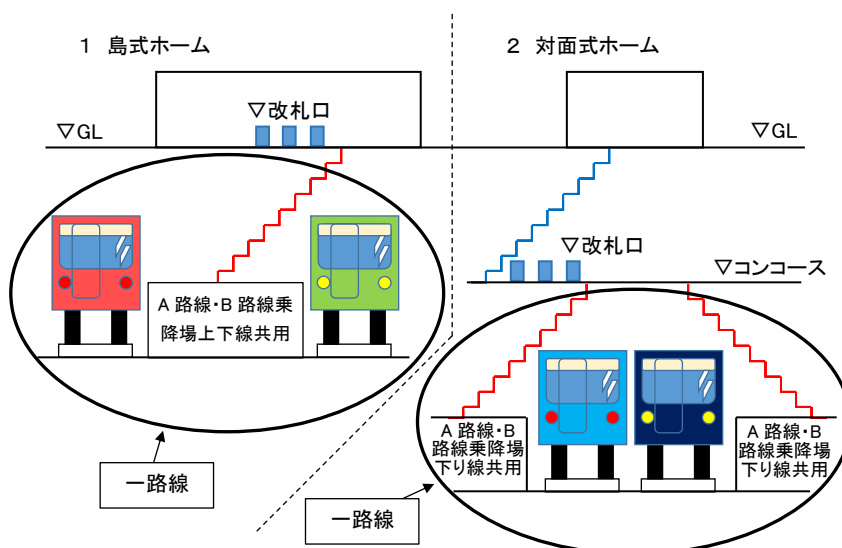 1 島式ホーム
▽改札口
▽GL
A 路線・B 路線乗
降場上下線共用
一路線
2 対面式ホーム
▽GL
▽改札口
▽コンコース
A 路線・B
路線乗降場
下り線共用
A 路線・B
路線乗降場
下り線共用
一路線